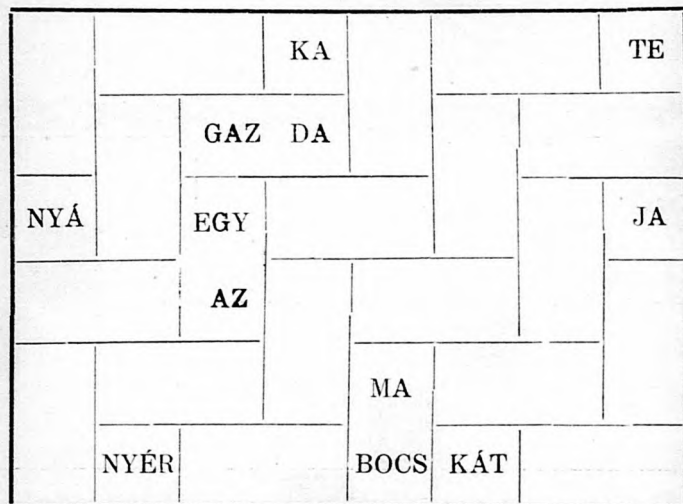 KA TE
GAZ DA
NYÁ EGY JA
AZ
MA
NYÉR BOCS KÁT